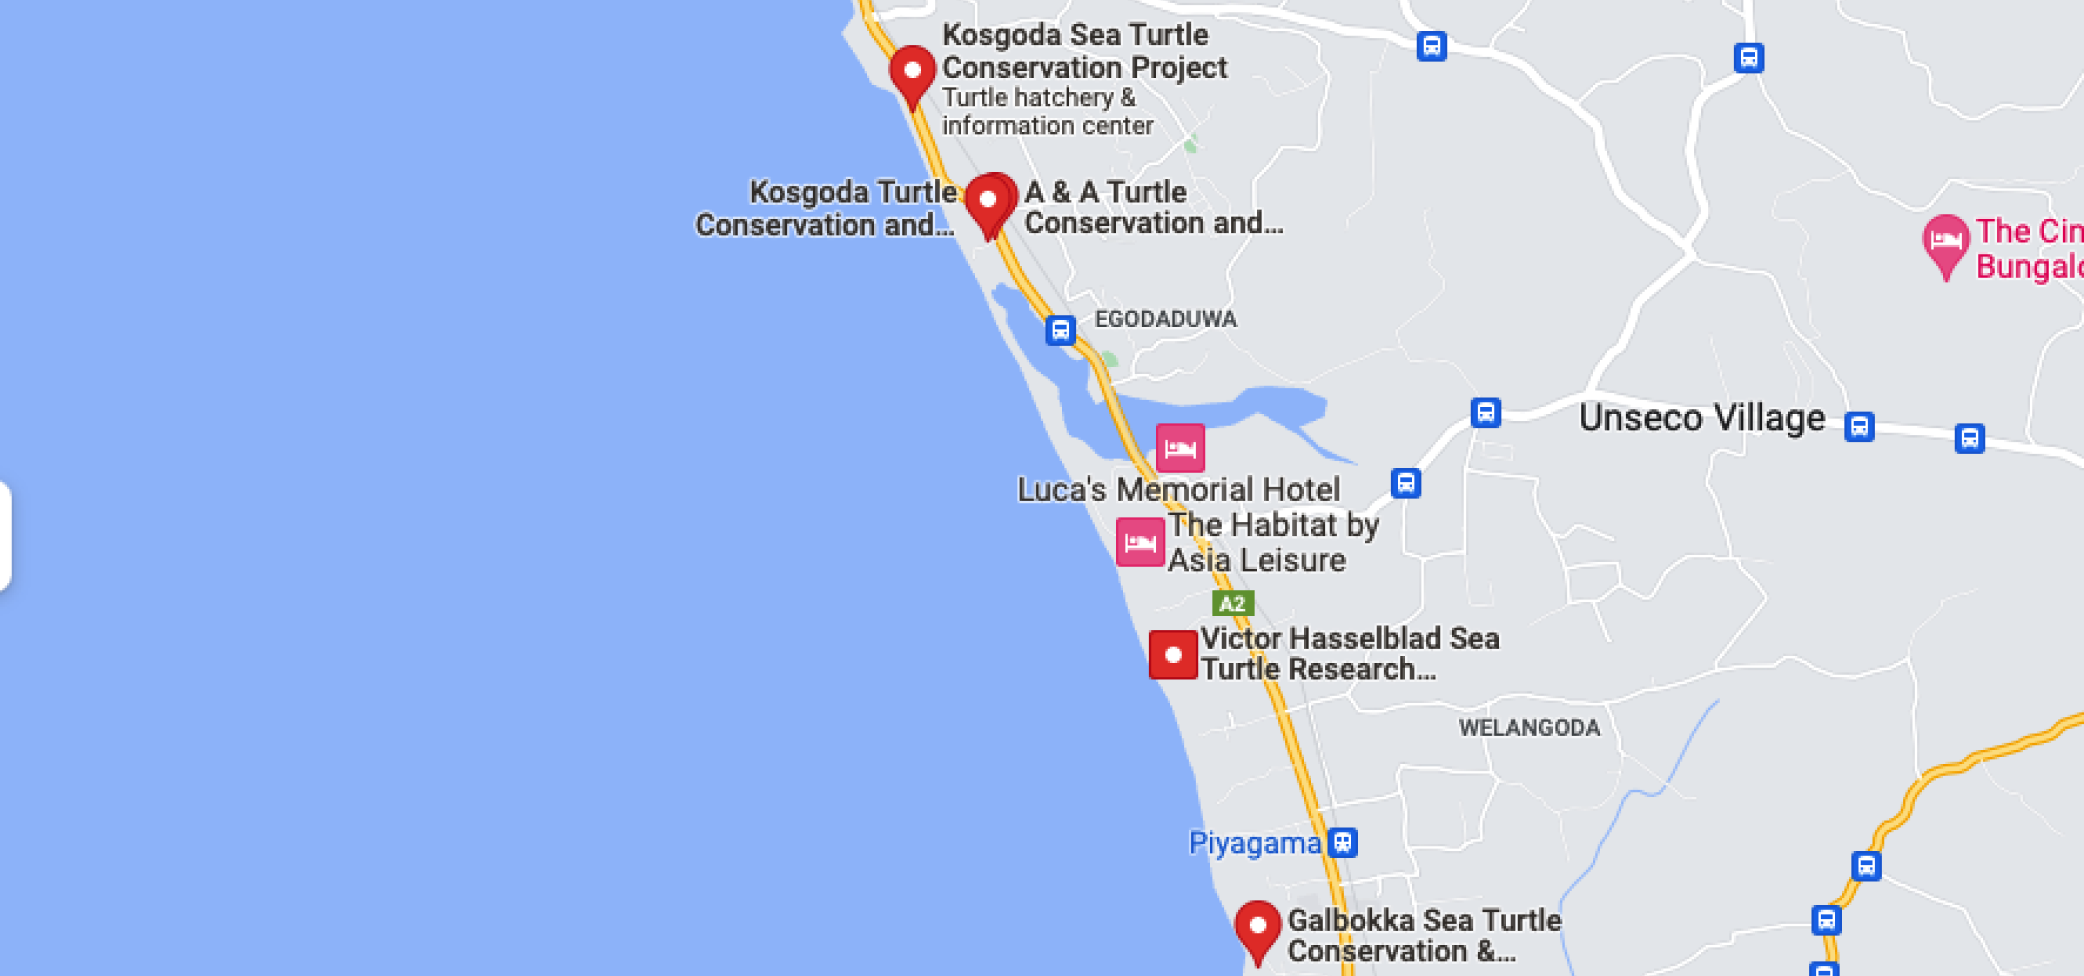 Kosgoda Sea Turtle
Conservation Project
Turtle hatchery &
information center
Kosgoda Turtle
Conservation and...
A & A Turtle
Conservation and...
The Cin
Bungalo
EGODADUWA
Unseco Village
Luca's Memorial Hotel
The Habitat by
Asia Leisure
A2
Victor Hasselblad Sea
Turtle Research...
WELANGODA
Piyagama
Galbokka Sea Turtle
Conservation &...